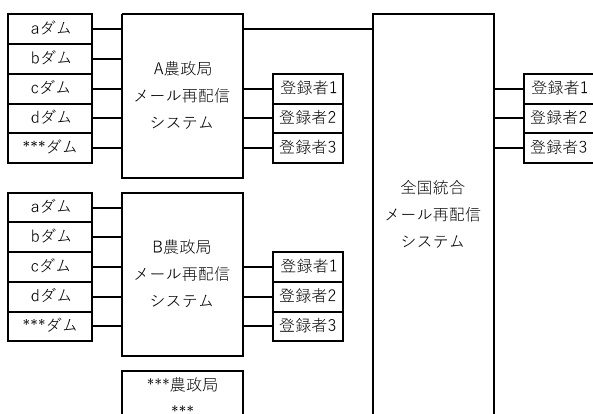 aダム
bダム
cダム
dダム
***ダム
A農政局
メール再配信
システム
登録者1
登録者2
登録者3
aダム
bダム
cダム
dダム
***ダム
B農政局
メール再配信
システム
登録者1
登録者2
登録者3
***農政局
***
全国統合
メール再配信
システム
登録者1
登録者2
登録者3